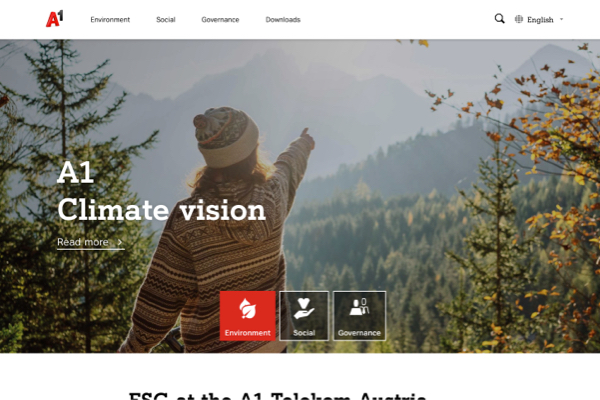 A1
Environment Social Governance Downloads
English
A1
Climate vision
Read more
Environment Social Governance
ESG at the A1 Telekom Austria